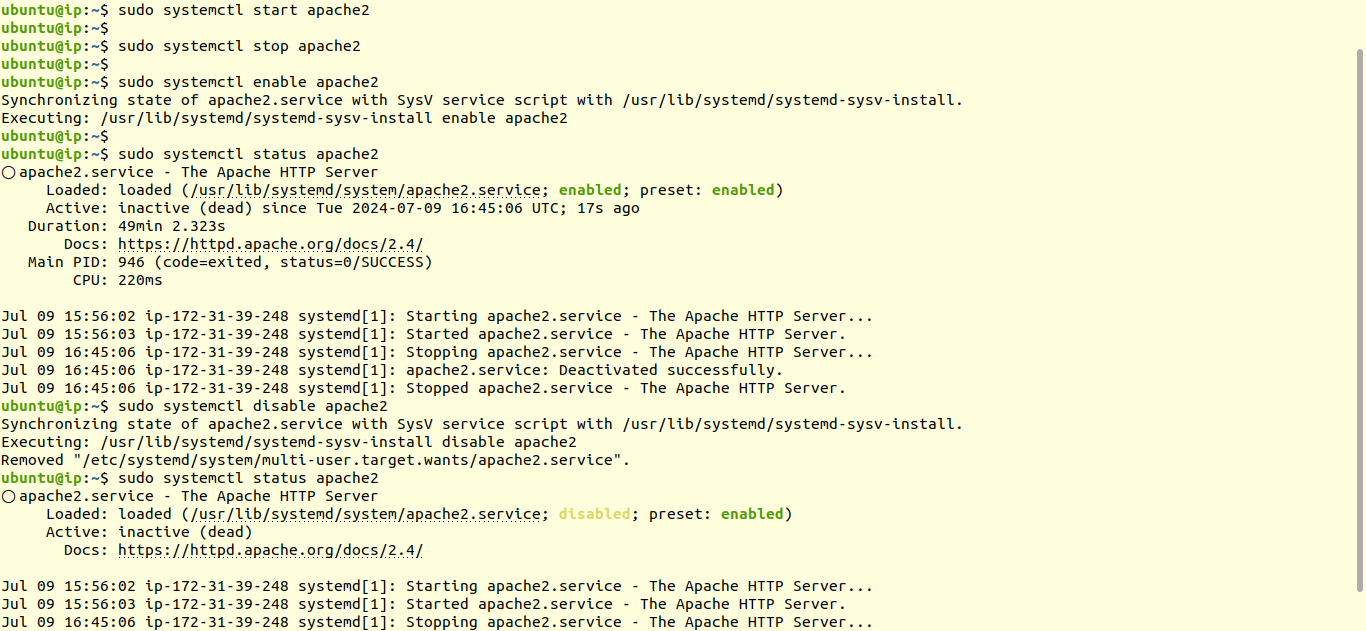 ubuntu@ip:~$ sudo systemctl start apache2
ubuntu@ip:~$
ubuntu@ip:~$ sudo systemctl stop apache2
ubuntu@ip:~$
ubuntu@ip:~$ sudo systemctl enable apache2
Synchronizing state of apache2.service with SysV service script with /usr/lib/systemd/systemd-sysv-install.
Executing: /usr/lib/systemd/systemd-sysv-install enable apache2
ubuntu@ip:~$
ubuntu@ip:~$ sudo systemctl status apache2
○ apache2.service - The Apache HTTP Server
     Loaded: loaded (/usr/lib/systemd/system/apache2.service; enabled; preset: enabled)
     Active: inactive (dead) since Tue 2024-07-09 16:45:06 UTC; 17s ago
   Duration: 49min 2.323s
       Docs: https://httpd.apache.org/docs/2.4/
   Main PID: 946 (code=exited, status=0/SUCCESS)
        CPU: 220ms

Jul 09 15:56:02 ip-172-31-39-248 systemd[1]: Starting apache2.service - The Apache HTTP Server...
Jul 09 15:56:03 ip-172-31-39-248 systemd[1]: Started apache2.service - The Apache HTTP Server.
Jul 09 16:45:06 ip-172-31-39-248 systemd[1]: Stopping apache2.service - The Apache HTTP Server...
Jul 09 16:45:06 ip-172-31-39-248 systemd[1]: apache2.service: Deactivated successfully.
Jul 09 16:45:06 ip-172-31-39-248 systemd[1]: Stopped apache2.service - The Apache HTTP Server.
ubuntu@ip:~$ sudo systemctl disable apache2
Synchronizing state of apache2.service with SysV service script with /usr/lib/systemd/systemd-sysv-install.
Executing: /usr/lib/systemd/systemd-sysv-install disable apache2
Removed "/etc/systemd/system/multi-user.target.wants/apache2.service".
ubuntu@ip:~$ sudo systemctl status apache2
○ apache2.service - The Apache HTTP Server
     Loaded: loaded (/usr/lib/systemd/system/apache2.service; disabled; preset: enabled)
     Active: inactive (dead)
       Docs: https://httpd.apache.org/docs/2.4/

Jul 09 15:56:02 ip-172-31-39-248 systemd[1]: Starting apache2.service - The Apache HTTP Server...
Jul 09 15:56:03 ip-172-31-39-248 systemd[1]: Started apache2.service - The Apache HTTP Server.
Jul 09 16:45:06 ip-172-31-39-248 systemd[1]: Stopping apache2.service - The Apache HTTP Server...